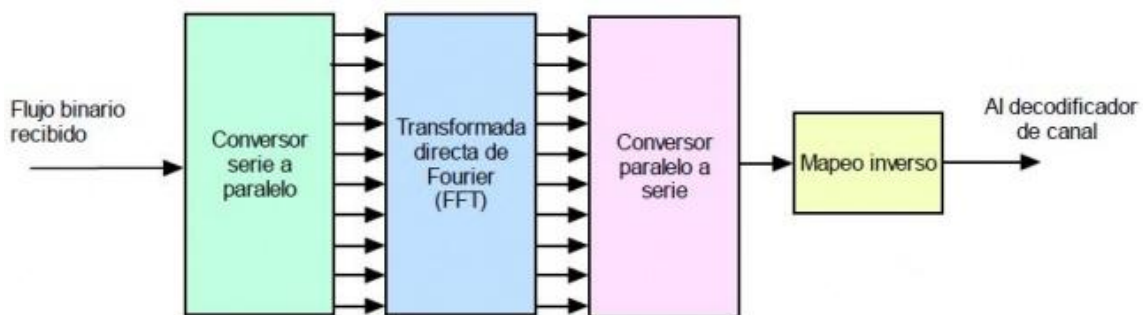 Flujo binario
recibido
Conversor
serie a
paralelo
Transformada
directa de
Fourier
(FFT)
Conversor
paralelo a
serie
Mapeo inverso
Al decodificador
de canal